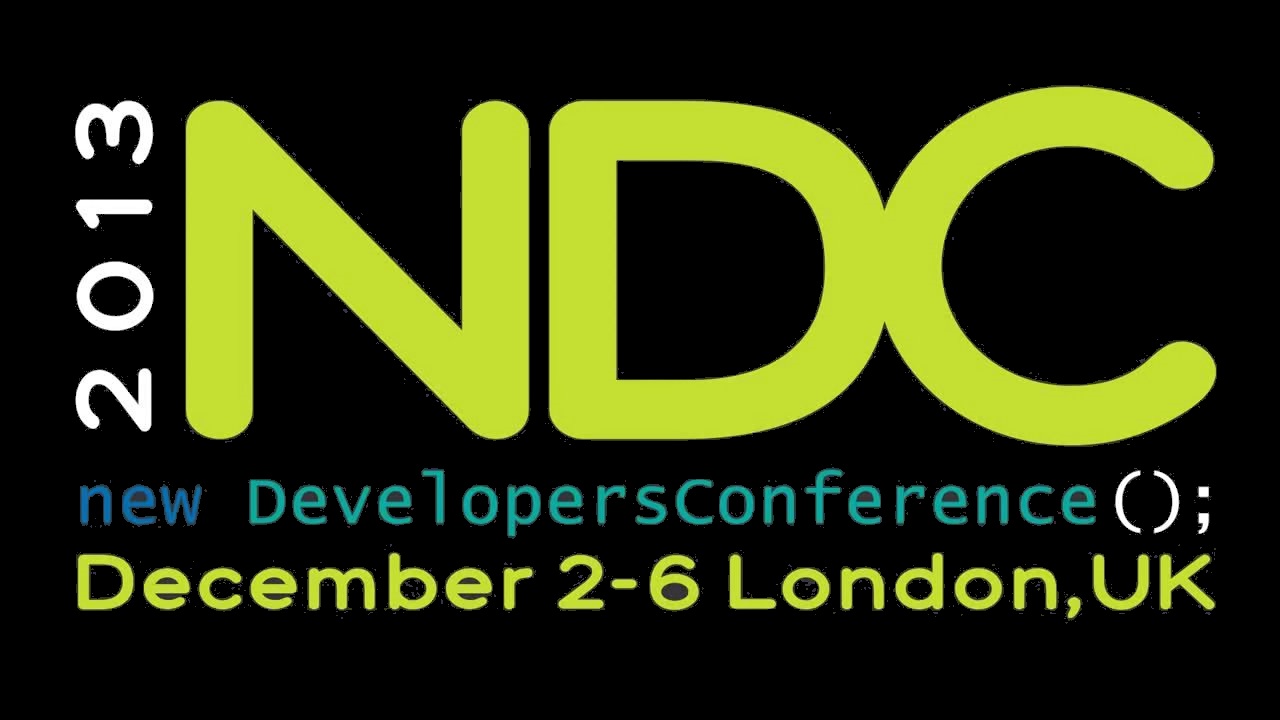 2013
NDC
new DevelopersConference();
December 2-6 London,UK